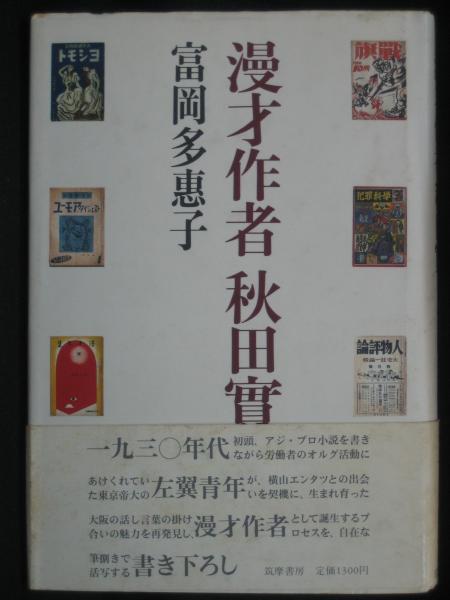 漫才作者 秋田實
富岡多惠子
ヨシモト
戦旗
犯罪科學
人物評論
一九三〇年代
初頭、アジ・プロ小説を書き
ながら労働者のオルグ活動に
あけくれてい
た東京帝大の
左翼青年
が、横山エンタツとの出会
いを契機に、生まれ育った
大阪の話し言葉の掛け
合いの魅力を再発見し、
漫才作者
として誕生するプ
ロセスを、自在な
筆捌きで
活写する
書き下ろし
筑摩書房 定価1300円